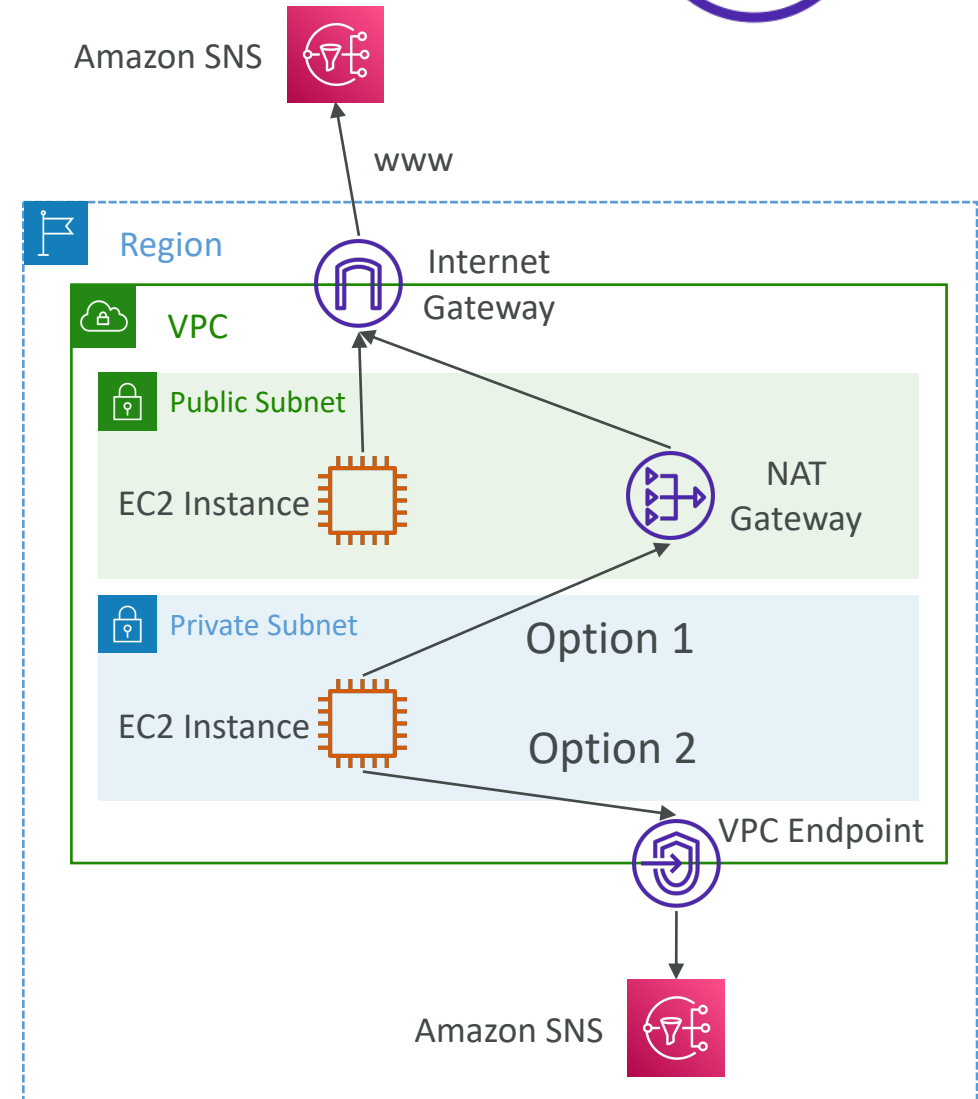 Amazon SNS
www
Region
Internet
Gateway
VPC
Public Subnet
EC2 Instance
NAT
Gateway
Private Subnet
Option 1
EC2 Instance
Option 2
VPC Endpoint
Amazon SNS